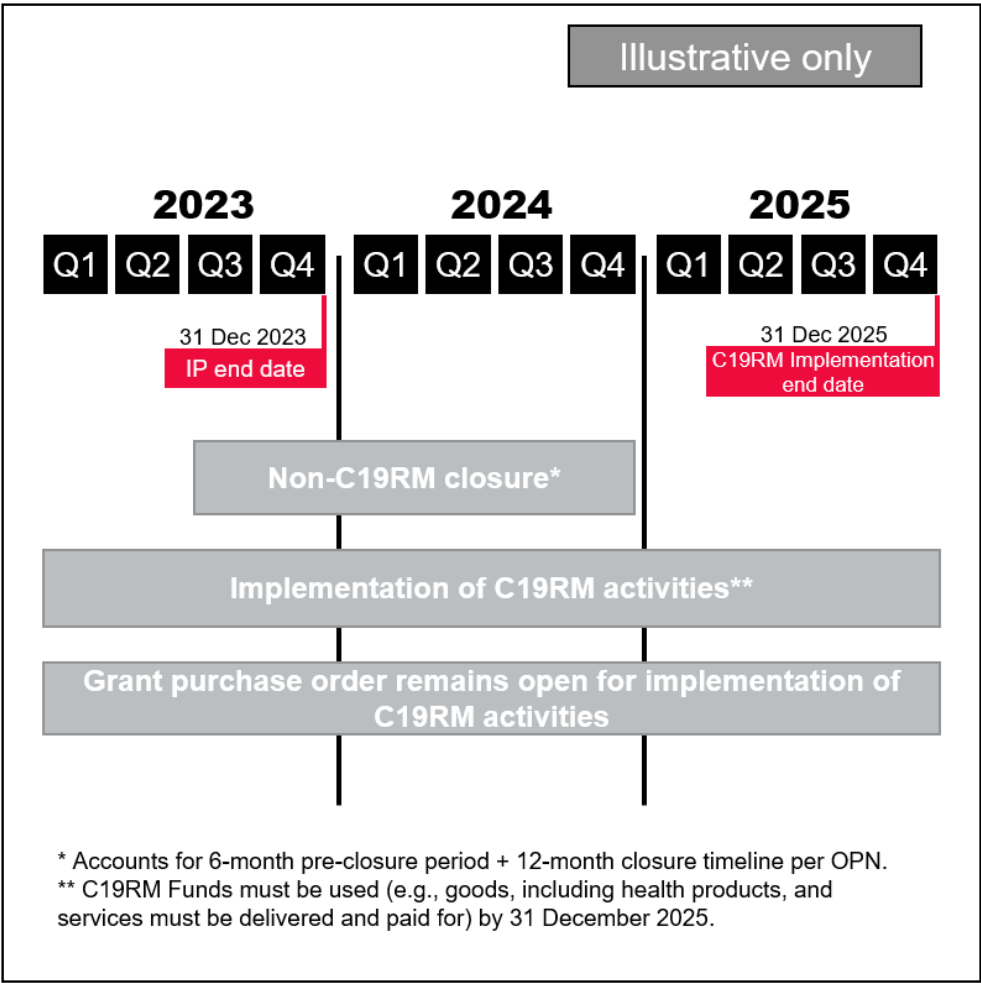 Illustrative only
2023 2024 2025
Q1 Q2 Q3 Q4 Q1 Q2 Q3 Q4 Q1 Q2 Q3 Q4
31 Dec 2023
IP end date
31 Dec 2025
C19RM Implementation
end date
Non-C19RM closure*
Implementation of C19RM activities**
Grant purchase order remains open for implementation of
C19RM activities
* Accounts for 6-month pre-closure period + 12-month closure timeline per OPN.
** C19RM Funds must be used (e.g., goods, including health products, and
services must be delivered and paid for) by 31 December 2025.